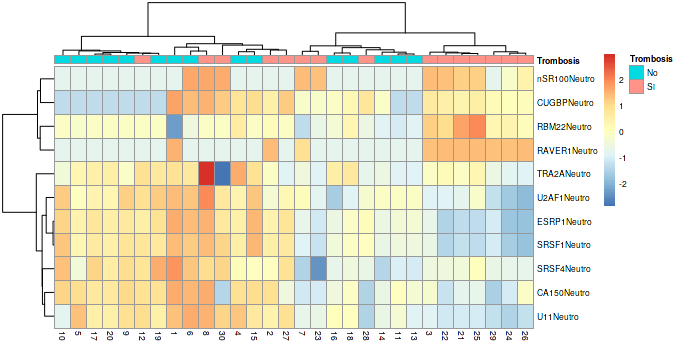 Trombosis
Trombosis
No
SI
nSR100Neutro
CUGBPNeutro
RBM22Neutro
RAVER1Neutro
TRA2ANeutro
U2AF1Neutro
ESRP1Neutro
SRSF1Neutro
SRSF4Neutro
CA150Neutro
U11Neutro
2
1
0
-1
-2
10 5 17 20 9 12 19 1 6 8 30 4 15 2 27 7 23 16 18 28 14 11 13 3 22 21 25 29 24 26